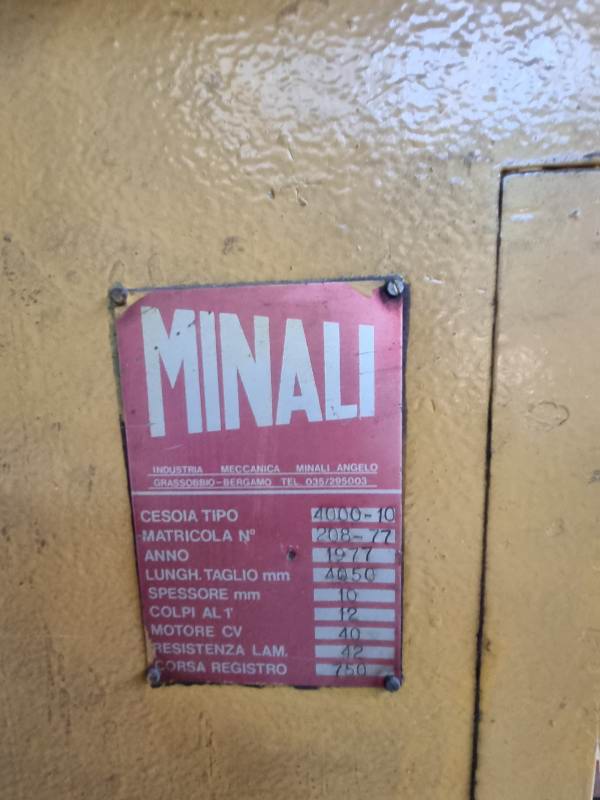 MINALI
INDUSTRIA MECCANICA MINALI ANGELO
GRASSOBBIO-BERGAMO TEL. 035/295003
CESOIA TIPO 4000-10
MATRICOLA N° 208-77
ANNO 1977
LUNGH. TAGLIO mm 4050
SPESSORE mm 10
COLPI AL 1' 12
MOTORE CV 40
RESISTENZA LAM. 42
CORSA REGISTRO 750